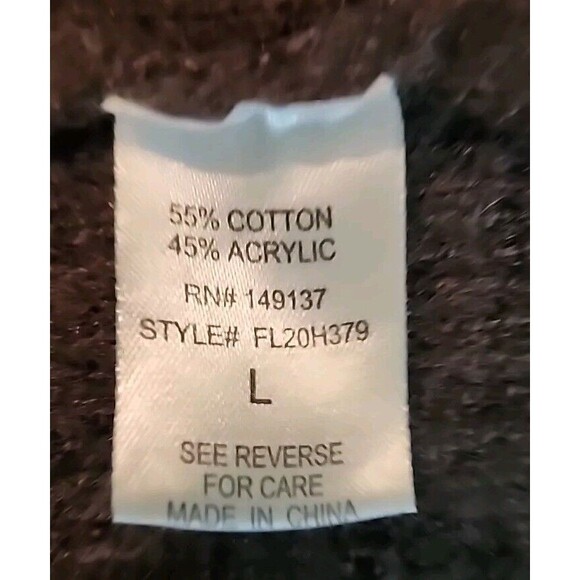 55% COTTON
45% ACRYLIC
RN# 149137
STYLE# FL20H379
L
SEE REVERSE
FOR CARE
MADE IN CHINA